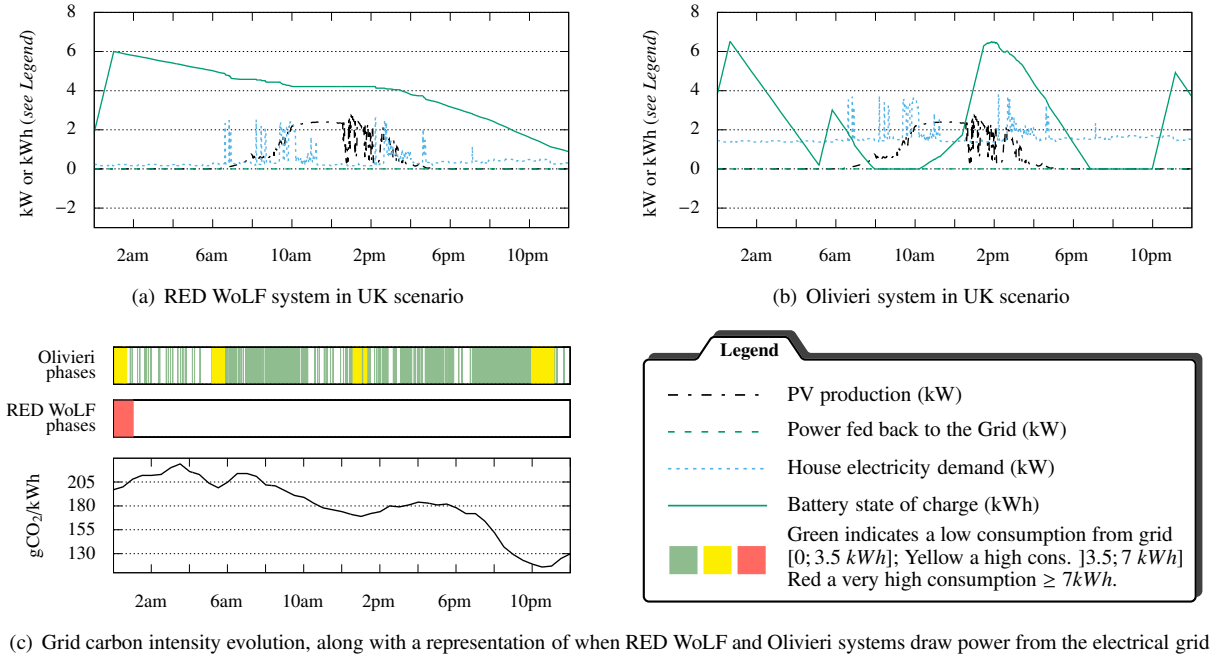 8
6
4
2
0
−2
kW or kWh (see Legend)
2am 6am 10am 2pm 6pm 10pm
(a) RED WoLF system in UK scenario
8
6
4
2
0
−2
kW or kWh (see Legend)
2am 6am 10am 2pm 6pm 10pm
(b) Olivieri system in UK scenario
Olivieri
phases
RED WoLF
phases
205
180
155
130
gCO2/kWh
2am 6am 10am 2pm 6pm 10pm
Legend
PV production (kW)
Power fed back to the Grid (kW)
House electricity demand (kW)
Battery state of charge (kWh)
Green indicates a low consumption from grid
[0; 3.5 kWh]; Yellow a high cons. ]3.5; 7 kWh]
Red a very high consumption ≥ 7kWh.
(c) Grid carbon intensity evolution, along with a representation of when RED WoLF and Olivieri systems draw power from the electrical grid